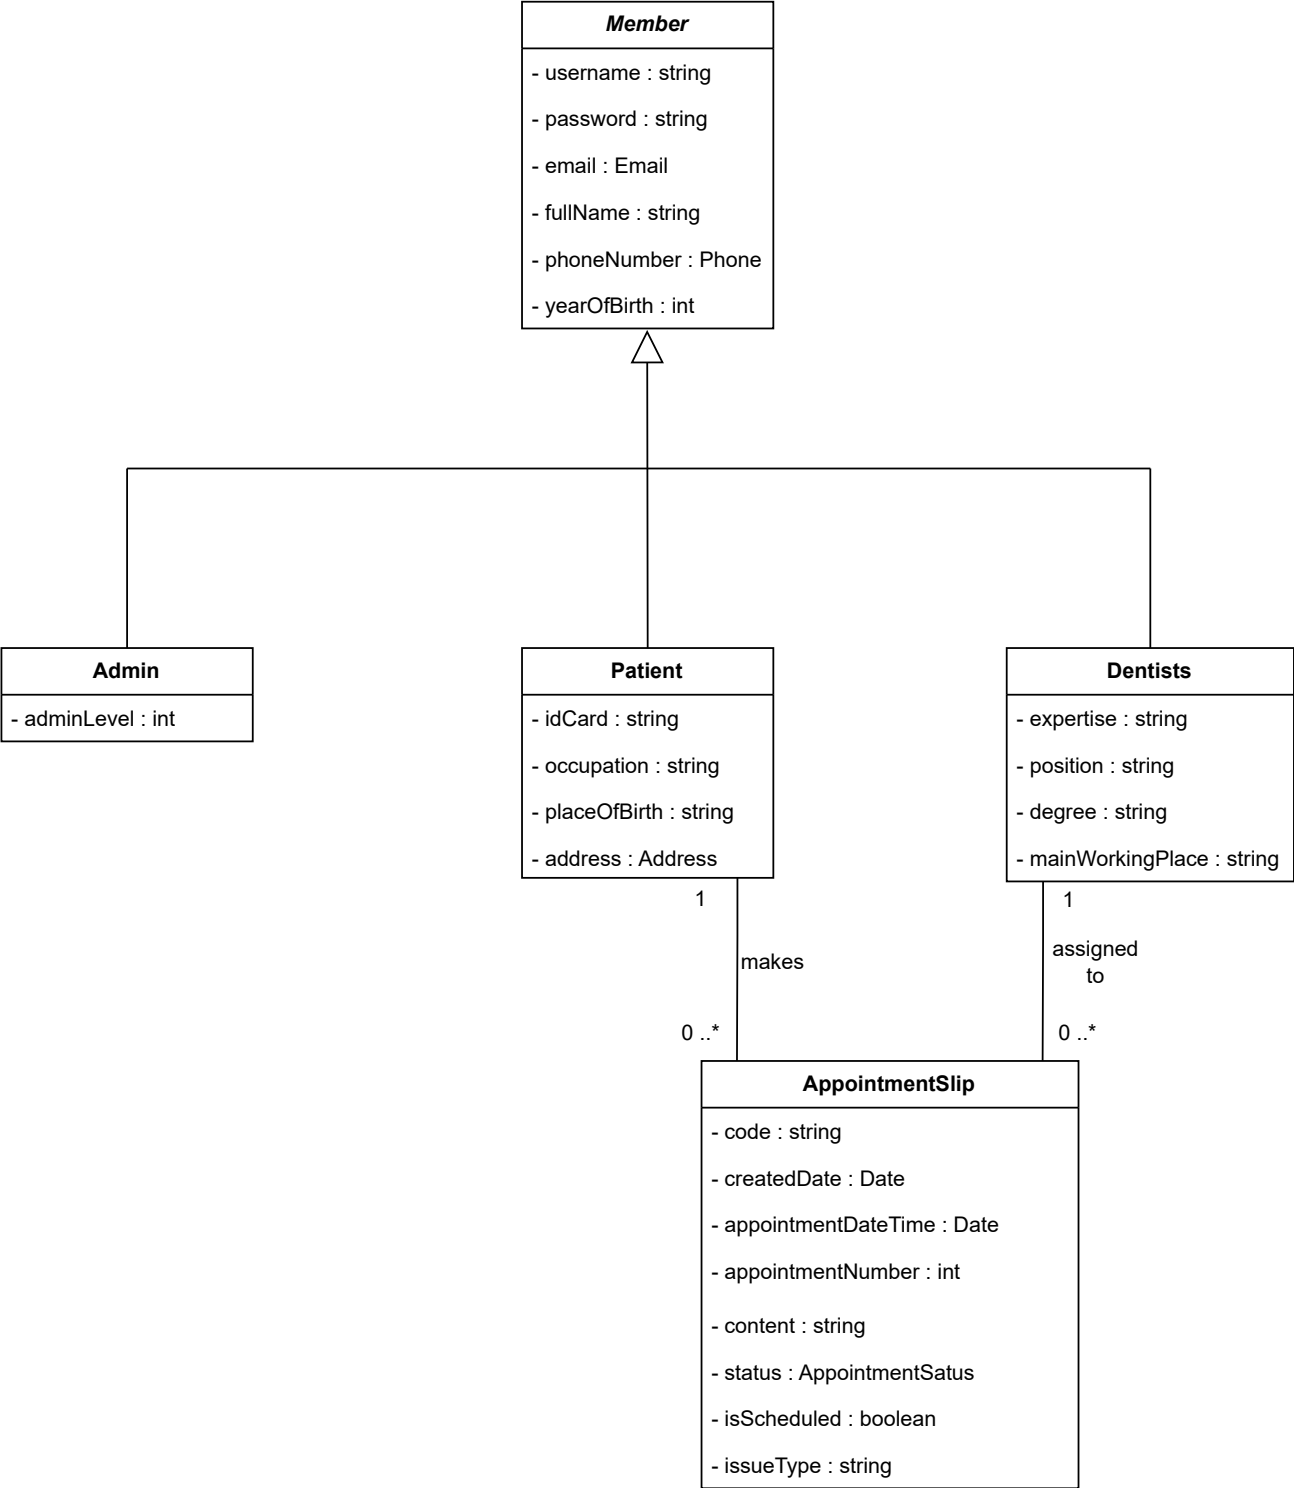 Member
- username : string
- password : string
- email : Email
- fullName : string
- phoneNumber : Phone
- yearOfBirth : int
Admin
- adminLevel : int
Patient
- idCard : string
- occupation : string
- placeOfBirth : string
- address : Address
Dentists
- expertise : string
- position : string
- degree : string
- mainWorkingPlace : string
1
makes
0 ..*
1
assigned
to
0 ..*
AppointmentSlip
- code : string
- createdDate : Date
- appointmentDateTime : Date
- appointmentNumber : int
- content : string
- status : AppointmentSatus
- isScheduled : boolean
- issueType : string